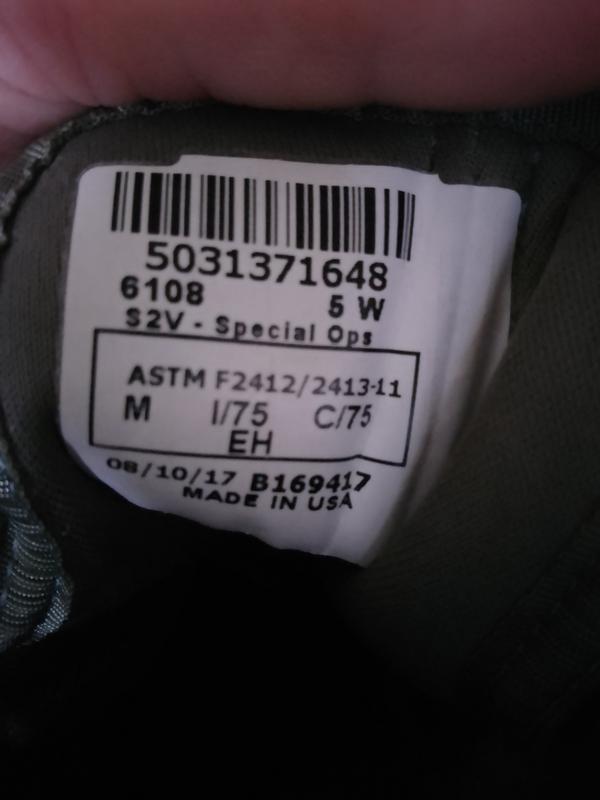 5031371648
6108 5 W
S2V - Special Ops
ASTM F2412/2413-11
M I/75 C/75
EH
08/10/17 B169417
MADE IN USA